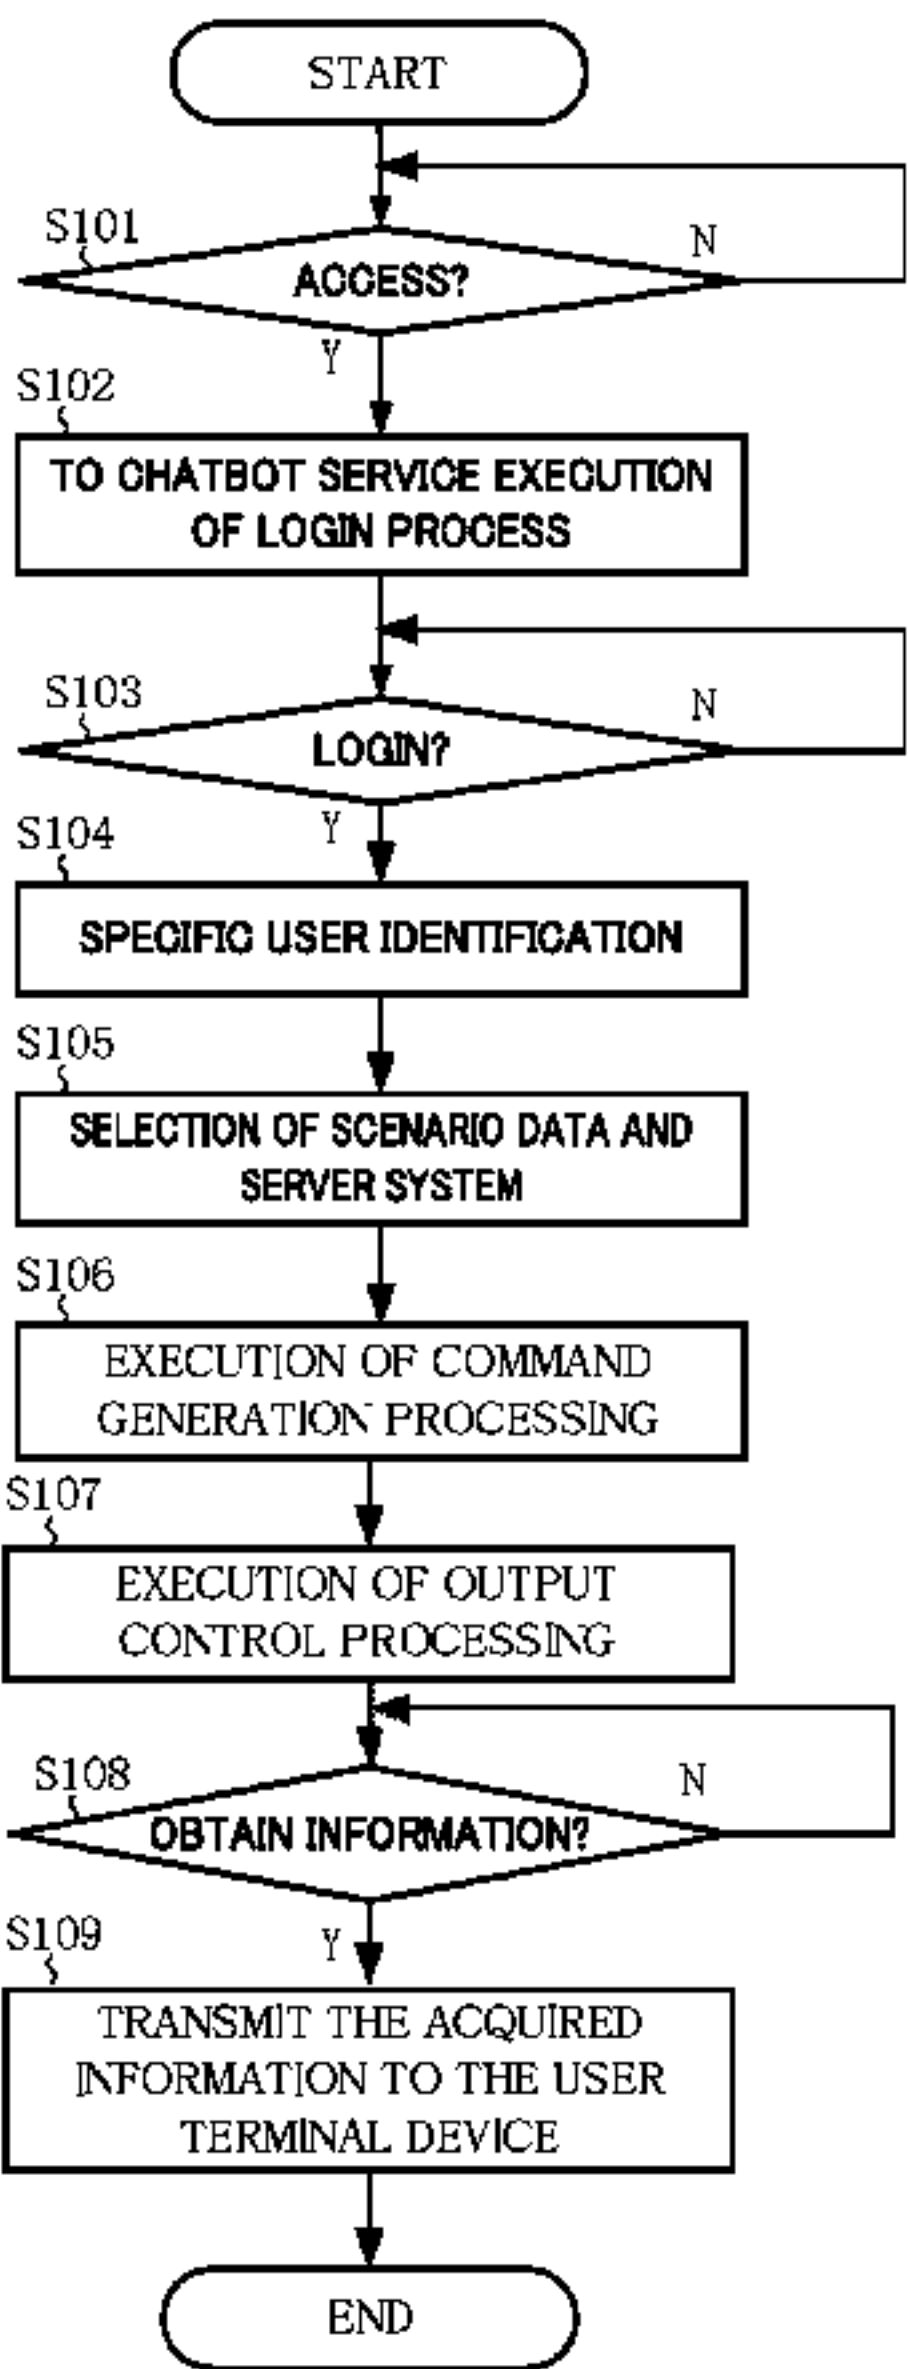 START
S101
N
ACCESS?
Y
S102
TO CHATBOT SERVICE EXECUTION
OF LOGIN PROCESS
S103
N
LOGIN?
Y
S104
SPECIFIC USER IDENTIFICATION
S105
SELECTION OF SCENARIO DATA AND
SERVER SYSTEM
S106
EXECUTION OF COMMAND
GENERATION PROCESSING
S107
EXECUTION OF OUTPUT
CONTROL PROCESSING
S108
N
OBTAIN INFORMATION?
Y
S109
TRANSMIT THE ACQUIRED
INFORMATION TO THE USER
TERMINAL DEVICE
END